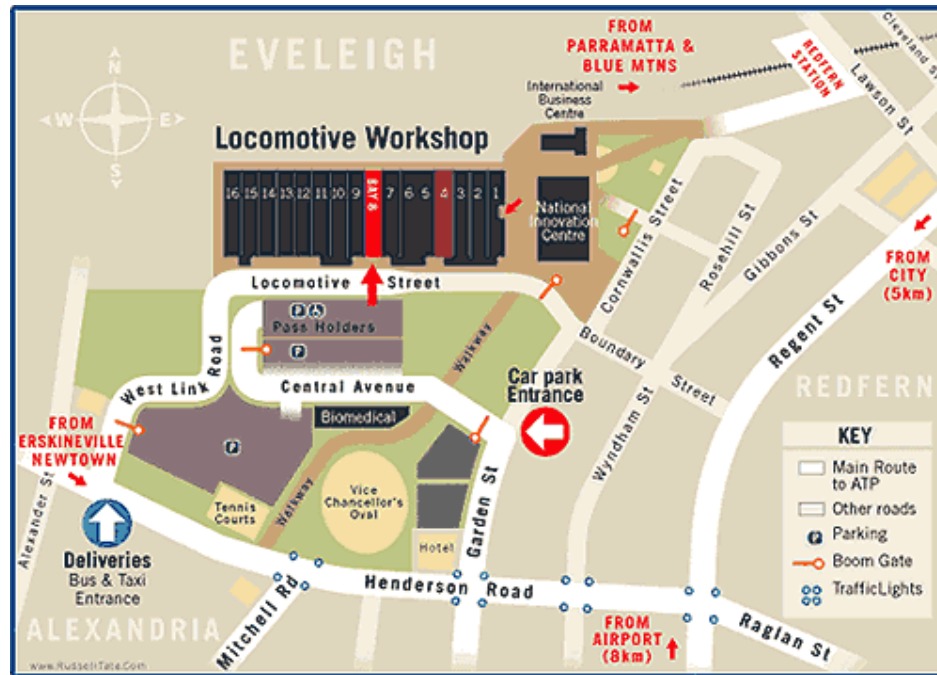 EVELEIGH
FROM
PARRAMATTA &
BLUE MTNS
REDFERN
STATION
Cleveland St
Lawson St
International
Business
Centre
N
W
E
S
Locomotive Workshop
16
15
14
13
12
11
10
9
BAY 8
7
6
5
4
3
2
1
National
Innovation
Centre
Cornwallis Street
Rosehill St
Gibbons St
FROM
CITY
(5km)
Regent St
Locomotive Street
P
Pass Holders
P
West Link Road
Central Avenue
Walkway
Boundary Street
REDFERN
Car park
Entrance
Biomedical
Wyndham St
FROM
ERSKINEVILLE
NEWTOWN
Alexander St
P
Tennis
Courts
Walkway
Vice
Chancellor's
Oval
Hotel
Garden St
KEY
Main Route
to ATP
Other roads
P
Parking
Boom Gate
TrafficLights
Deliveries
Bus & Taxi
Entrance
Henderson Road
Mitchell Rd
ALEXANDRIA
FROM
AIRPORT
(8km)
Raglan St
www.RussellTate.Com